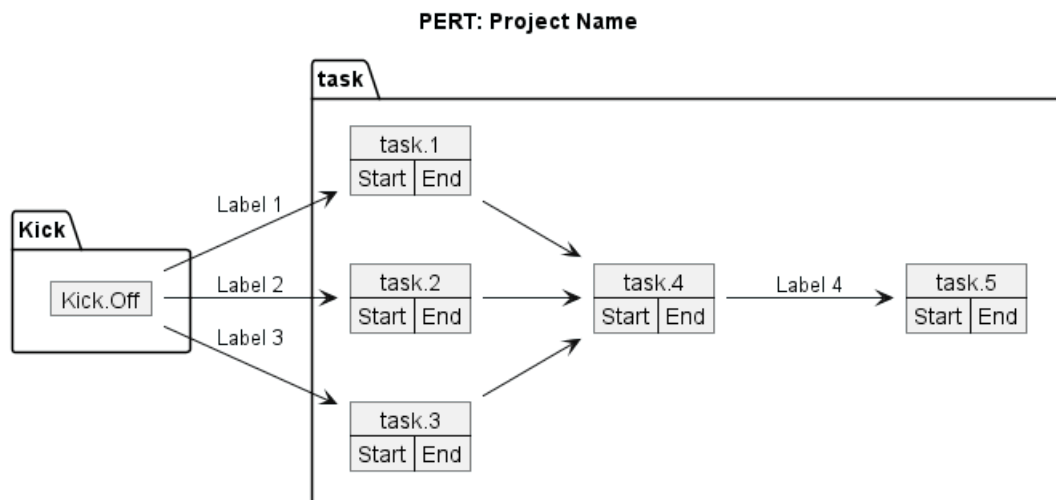 PERT: Project Name
task
task.1
Start End
Label 1
Kick
Kick.Off
Label 2
task.2
Start End
task.4
Start End
Label 4
task.5
Start End
Label 3
task.3
Start End